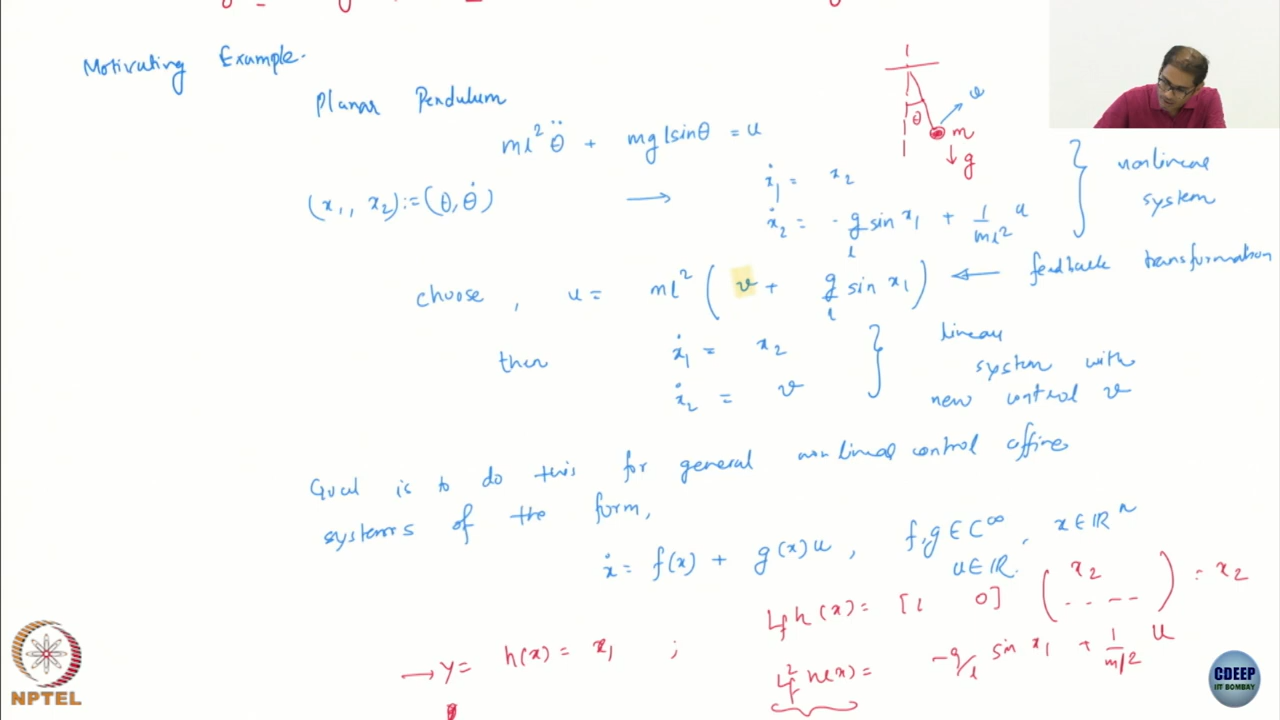 Motivating Example.
Planar Pendulum
ml² θ̈ + mg l sinθ = u
θ
v
m
g
(x₁, x₂) := (θ, θ̇) →
ẋ₁ = x₂
ẋ₂ = - g/l sin x₁ + 1/ml² u
nonlinear
system
choose, u = ml² ( v + g/l sin x₁ ) ← feedback transformation
then
ẋ₁ = x₂
ẋ₂ = v
linear
system with
new control v
Goal is to do this for general nonlinear control affine
systems of the form,
ẋ = f(x) + g(x)u, f,g ∈ C^∞, x ∈ ℝⁿ
u ∈ ℝ.
L_f h(x) = [1 0] ( x₂ .. -- ) = x₂
→ y = h(x) = x₁ ;
L_f² h(x) = -g/l sin x₁ + 1/ml² u
NPTEL
CDEEP
IIT BOMBAY